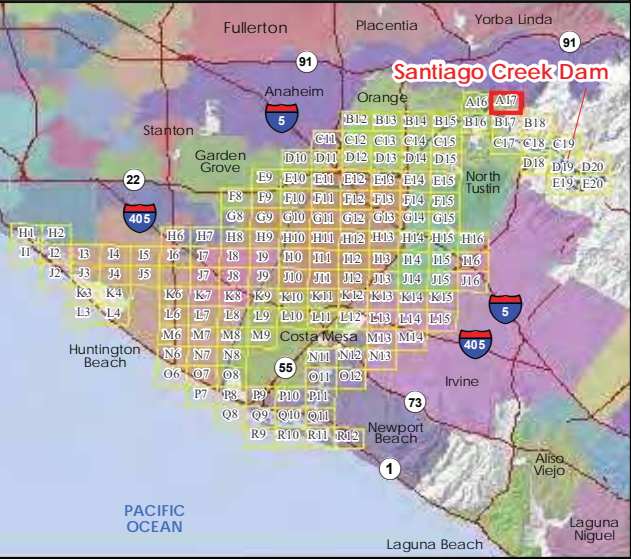 Yorba Linda
Fullerton
Placentia
91
91
Santiago Creek Dam
Anaheim
Orange
A16 A17
5
B12 B13 B14 B15 B16 B17 B18
Stanton
C11 C12 C13 C14 C15 C17 C18 C19
Garden
Grove
D10 D11 D12 D13 D14 D15 D18 D19 D20
22
E9 E10 E11 E12 E13 E14 E15 E19 E20
North
Tustin
F8 F9 F10 F11 F12 F13 F14 F15
405
G8 G9 G10 G11 G12 G13 G14 G15
H1 H2 H6 H7 H8 H9 H10 H11 H12 H13 H14 H15 H16
I1 I2 I3 I4 I5 I6 I7 I8 I9 I10 I11 I12 I13 I14 I15 I16
J2 J3 J4 J5 J7 J8 J9 J10 J11 J12 J13 J14 J15 J16
K3 K4 K6 K7 K8 K9 K10 K11 K12 K13 K14 K15
5
L3 L4 L6 L7 L8 L9 L10 L11 L12 L13 L14 L15
M6 M7 M8 M9 Costa Mesa M13 M14
405
Huntington
Beach
N6 N7 N8 N11 N12 N13
55
O6 O7 O8 O11 O12
Irvine
P7 P8 P9 P10 P11
73
Q8 Q9 Q10 Q11
Newport
Beach
R9 R10 R11 R12
1
Aliso
Viejo
PACIFIC
OCEAN
Laguna
Niguel
Laguna Beach